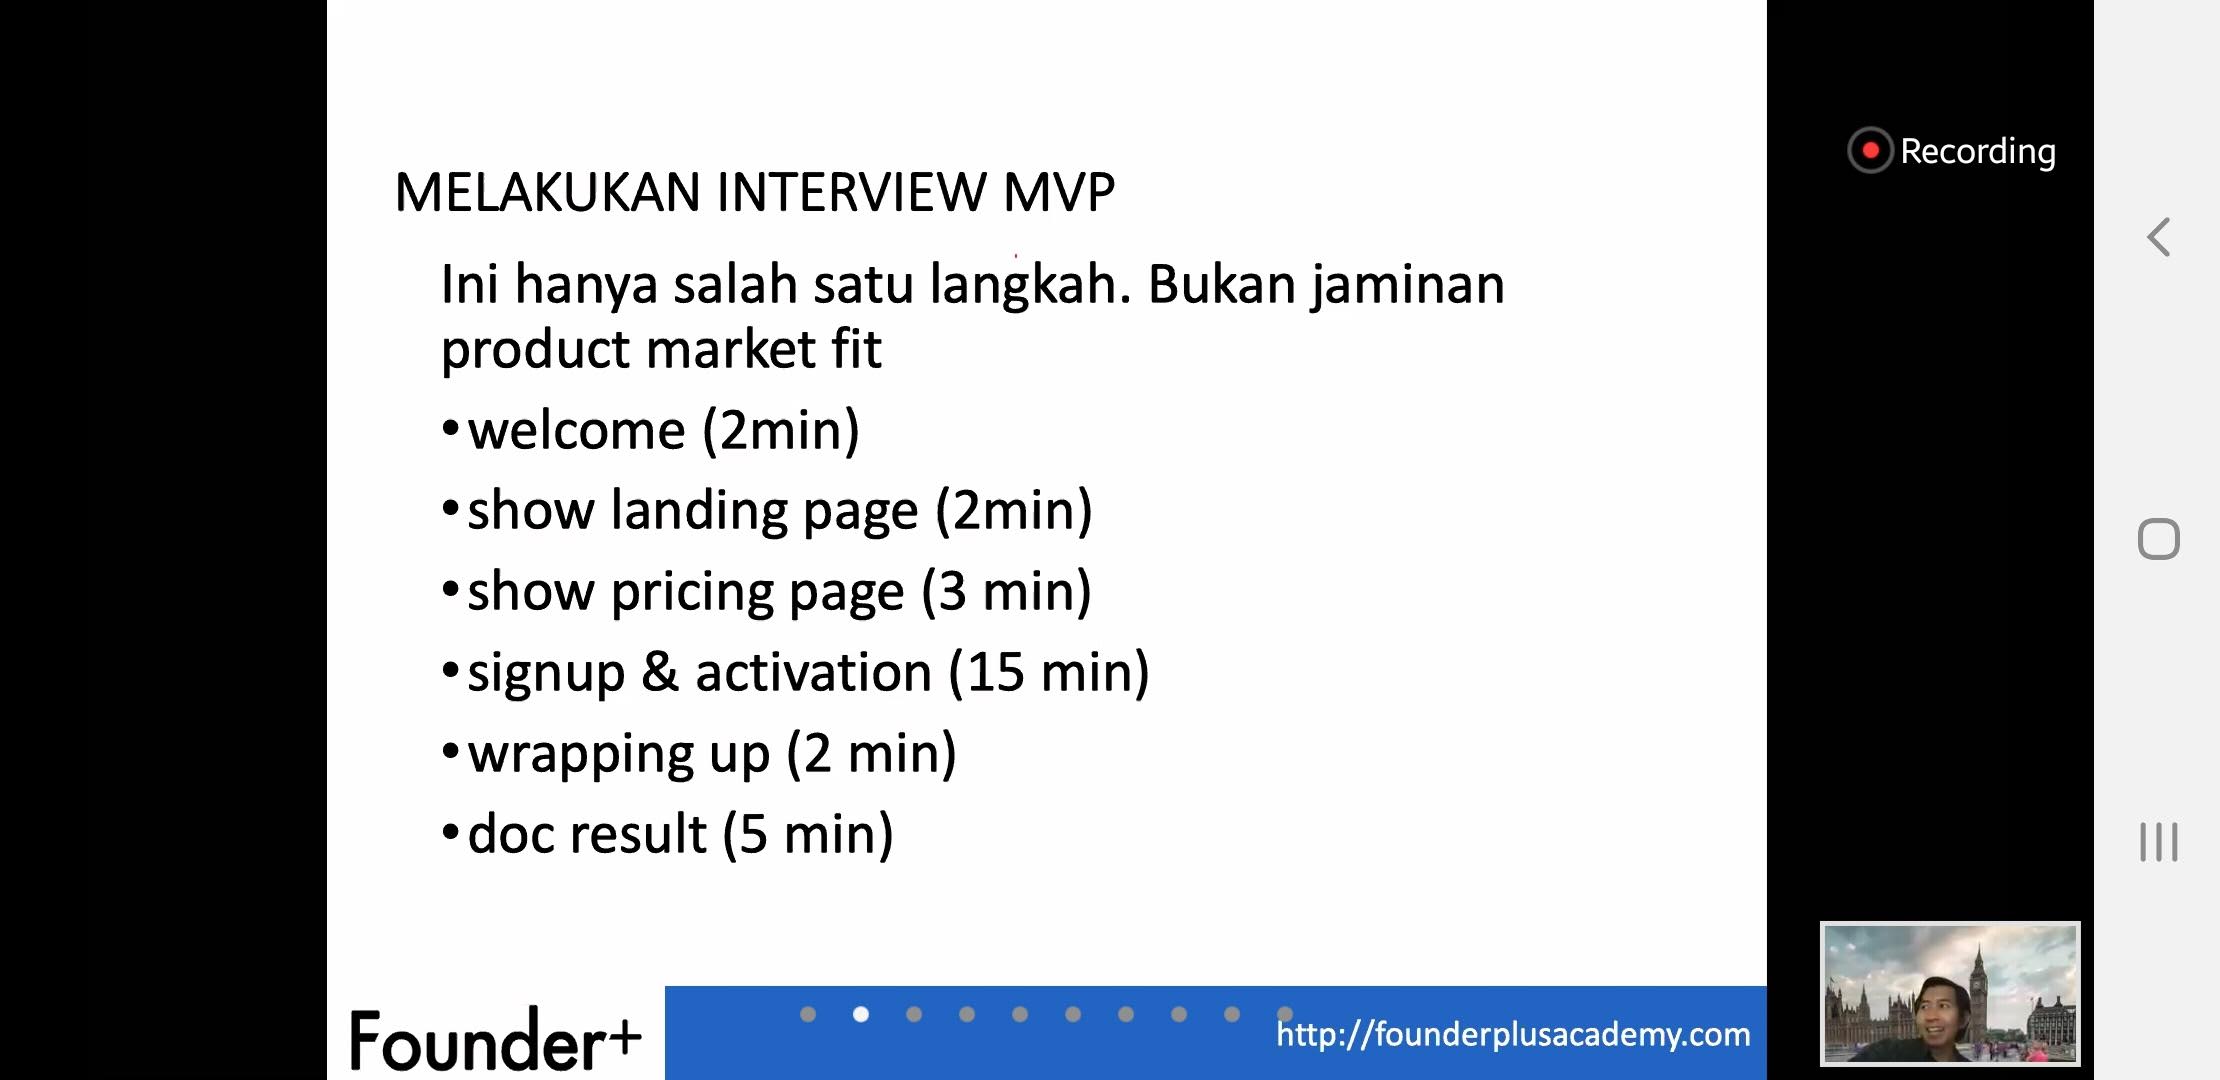 MELAKUKAN INTERVIEW MVP
Ini hanya salah satu langkah. Bukan jaminan
product market fit
•welcome (2min)
•show landing page (2min)
•show pricing page (3 min)
•signup & activation (15 min)
•wrapping up (2 min)
•doc result (5 min)
Founder+
http://founderplusacademy.com
Recording